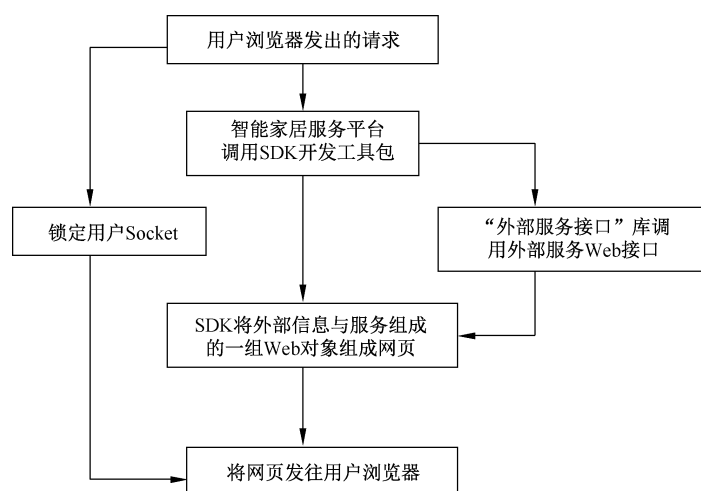 用户浏览器发出的请求
智能家居服务平台
调用SDK开发工具包
锁定用户Socket
“外部服务接口”库调
用外部服务Web接口
SDK将外部信息与服务组成
的一组Web对象组成网页
将网页发往用户浏览器